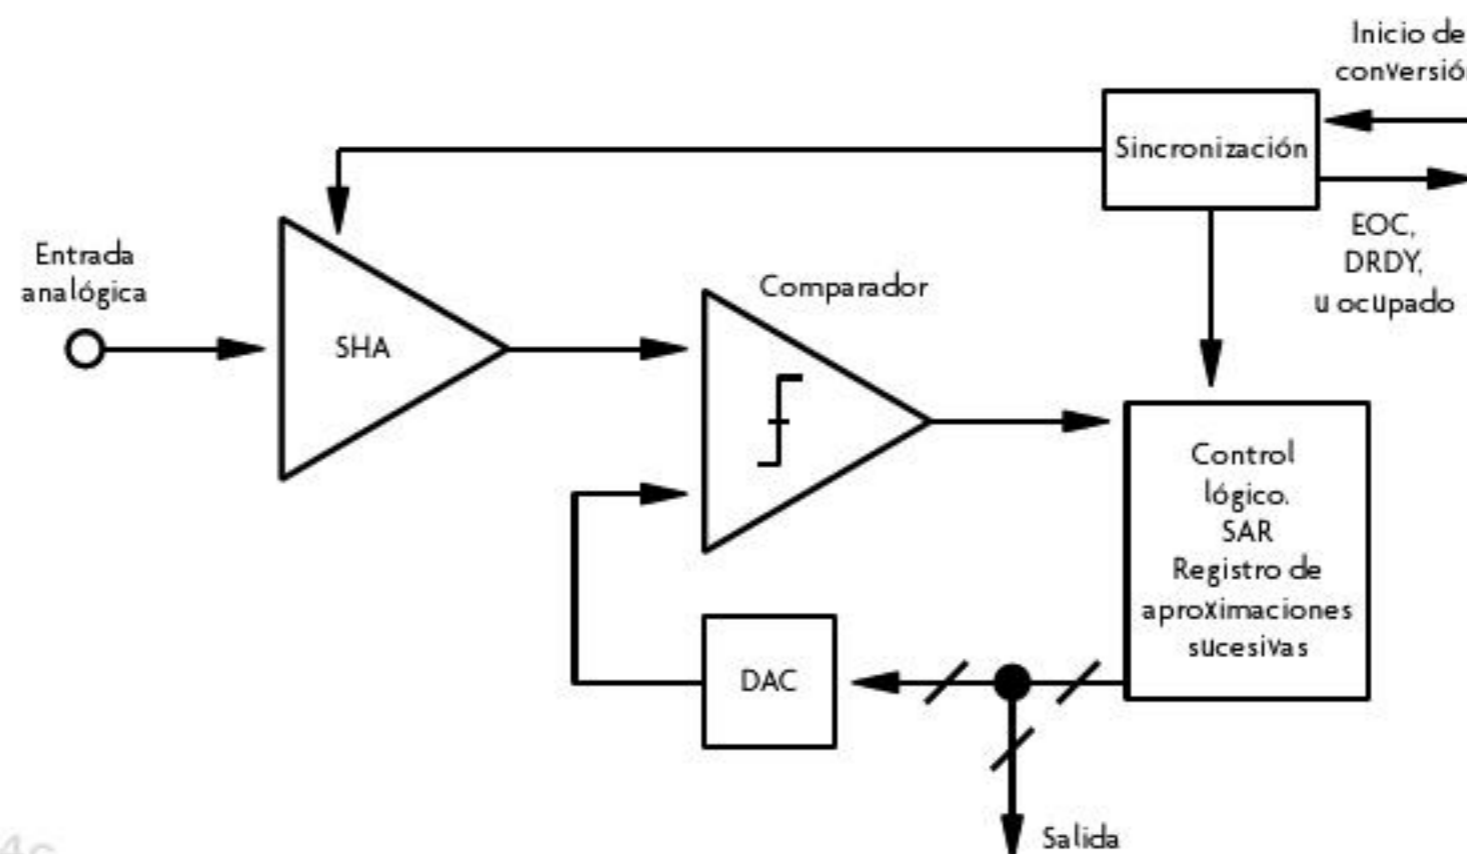 Inicio de
conversió
Sincronización
EOC,
DRDY,
u ocupado
Entrada
analógica
SHA
Comparador
Control
lógico.
SAR
Registro de
aproximaciones
sucesivas
DAC
Salida